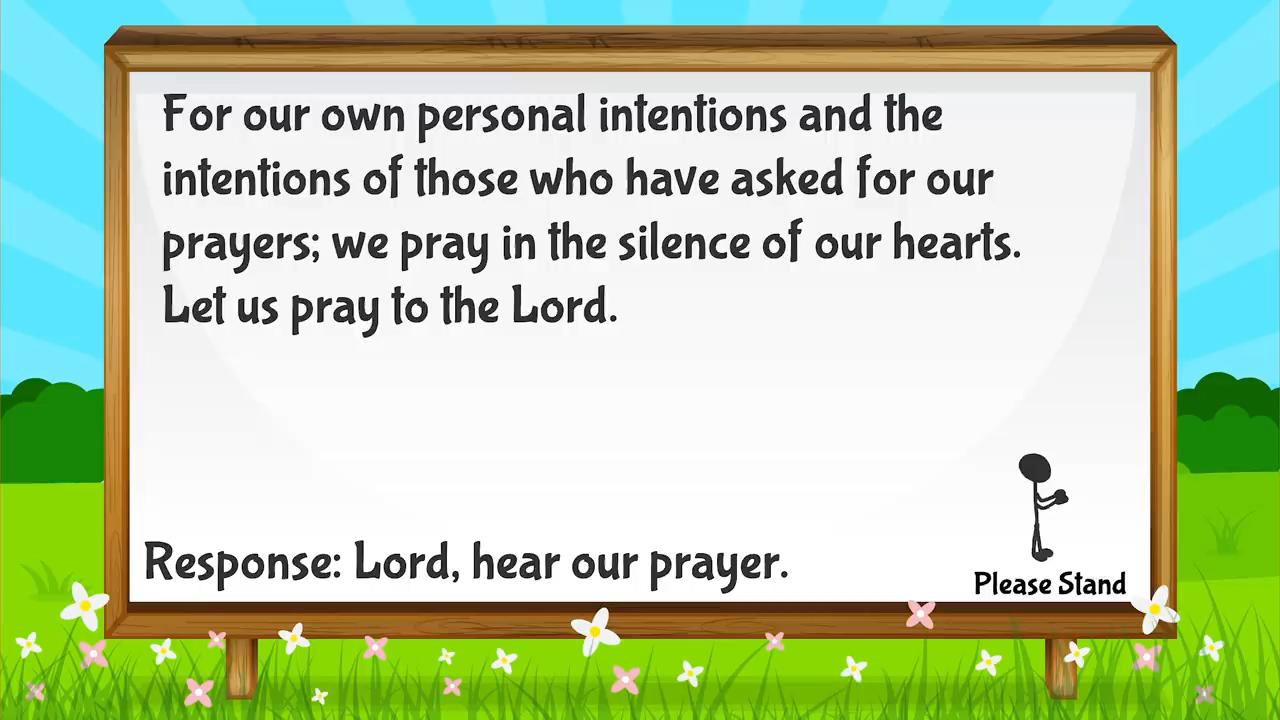 For our own personal intentions and the
intentions of those who have asked for our
prayers; we pray in the silence of our hearts.
Let us pray to the Lord.
Response: Lord, hear our prayer.
Please Stand